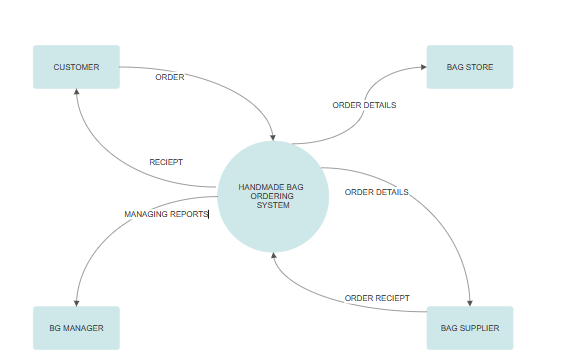 CUSTOMER
BAG STORE
ORDER
ORDER DETAILS
RECIEPT
HANDMADE BAG
ORDERING
SYSTEM
ORDER DETAILS
MANAGING REPORTS
ORDER RECIEPT
BG MANAGER
BAG SUPPLIER